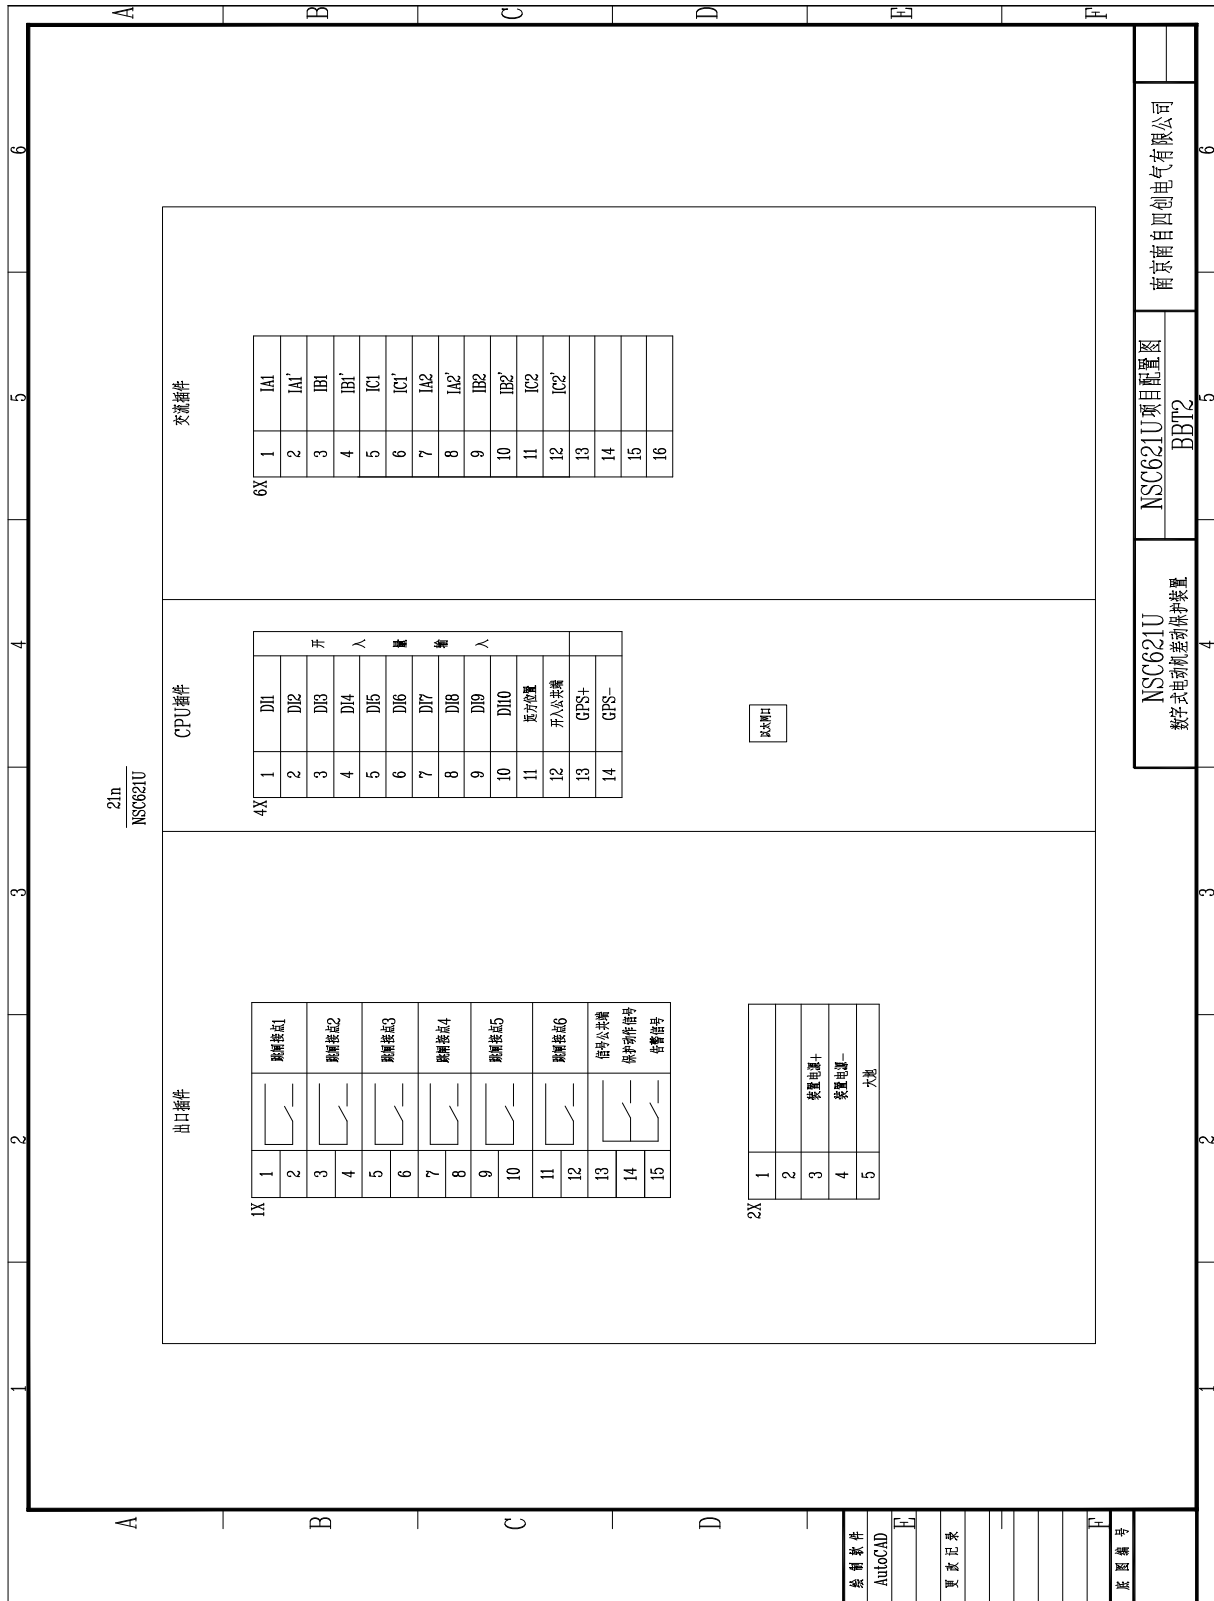 21n
NSC621U
出口插件
1X
1
2
跳闸接点1
3
4
跳闸接点2
5
6
跳闸接点3
7
8
跳闸接点4
9
10
跳闸接点5
11
12
跳闸接点6
13 信号公共端
14 保护动作信号
15 告警信号
2X
1
2
3 装置电源+
4 装置电源-
5 大地
CPU插件
4X
1 DI1
2 DI2
3 DI3
4 DI4
5 DI5
6 DI6
7 DI7
8 DI8
9 DI9
10 DI10
11 远方位置
12 开入公共端
13 GPS+
14 GPS-
开入量输入
以太网口
交流插件
6X
1 IA1
2 IA1'
3 IB1
4 IB1'
5 IC1
6 IC1'
7 IA2
8 IA2'
9 IB2
10 IB2'
11 IC2
12 IC2'
13
14
15
16
NSC621U
数字式电动机差动保护装置
NSC621U项目配置图
BBT2
南京南自四创电气有限公司
绘制软件
AutoCAD
更改记录
底图编号
1 2 3 4 5 6
1 2 3 4 5 6
A B C D E F
A B C D E F